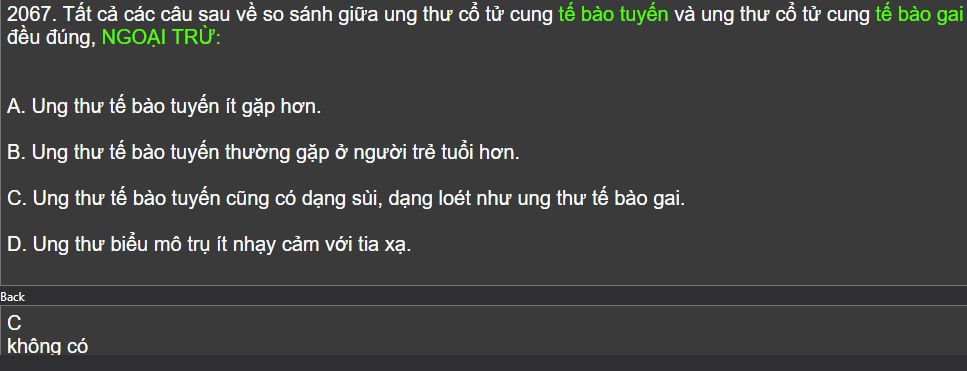 2067. Tất cả các câu sau về so sánh giữa ung thư cổ tử cung tế bào tuyến và ung thư cổ tử cung tế bào gai
đều đúng, NGOẠI TRỪ:
A. Ung thư tế bào tuyến ít gặp hơn.
B. Ung thư tế bào tuyến thường gặp ở người trẻ tuổi hơn.
C. Ung thư tế bào tuyến cũng có dạng sùi, dạng loét như ung thư tế bào gai.
D. Ung thư biểu mô trụ ít nhạy cảm với tia xạ.
Back
C
không có